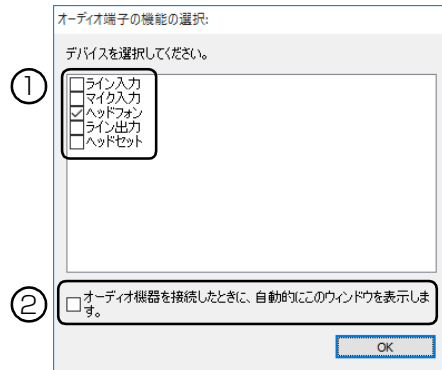 オーディオ端子の機能の選択:
デバイスを選択してください。
①
ライン入力
マイク入力
ヘッドフォン
ライン出力
ヘッドセット
②
オーディオ機器を接続したときに、自動的にこのウィンドウを表示しま
す。
OK